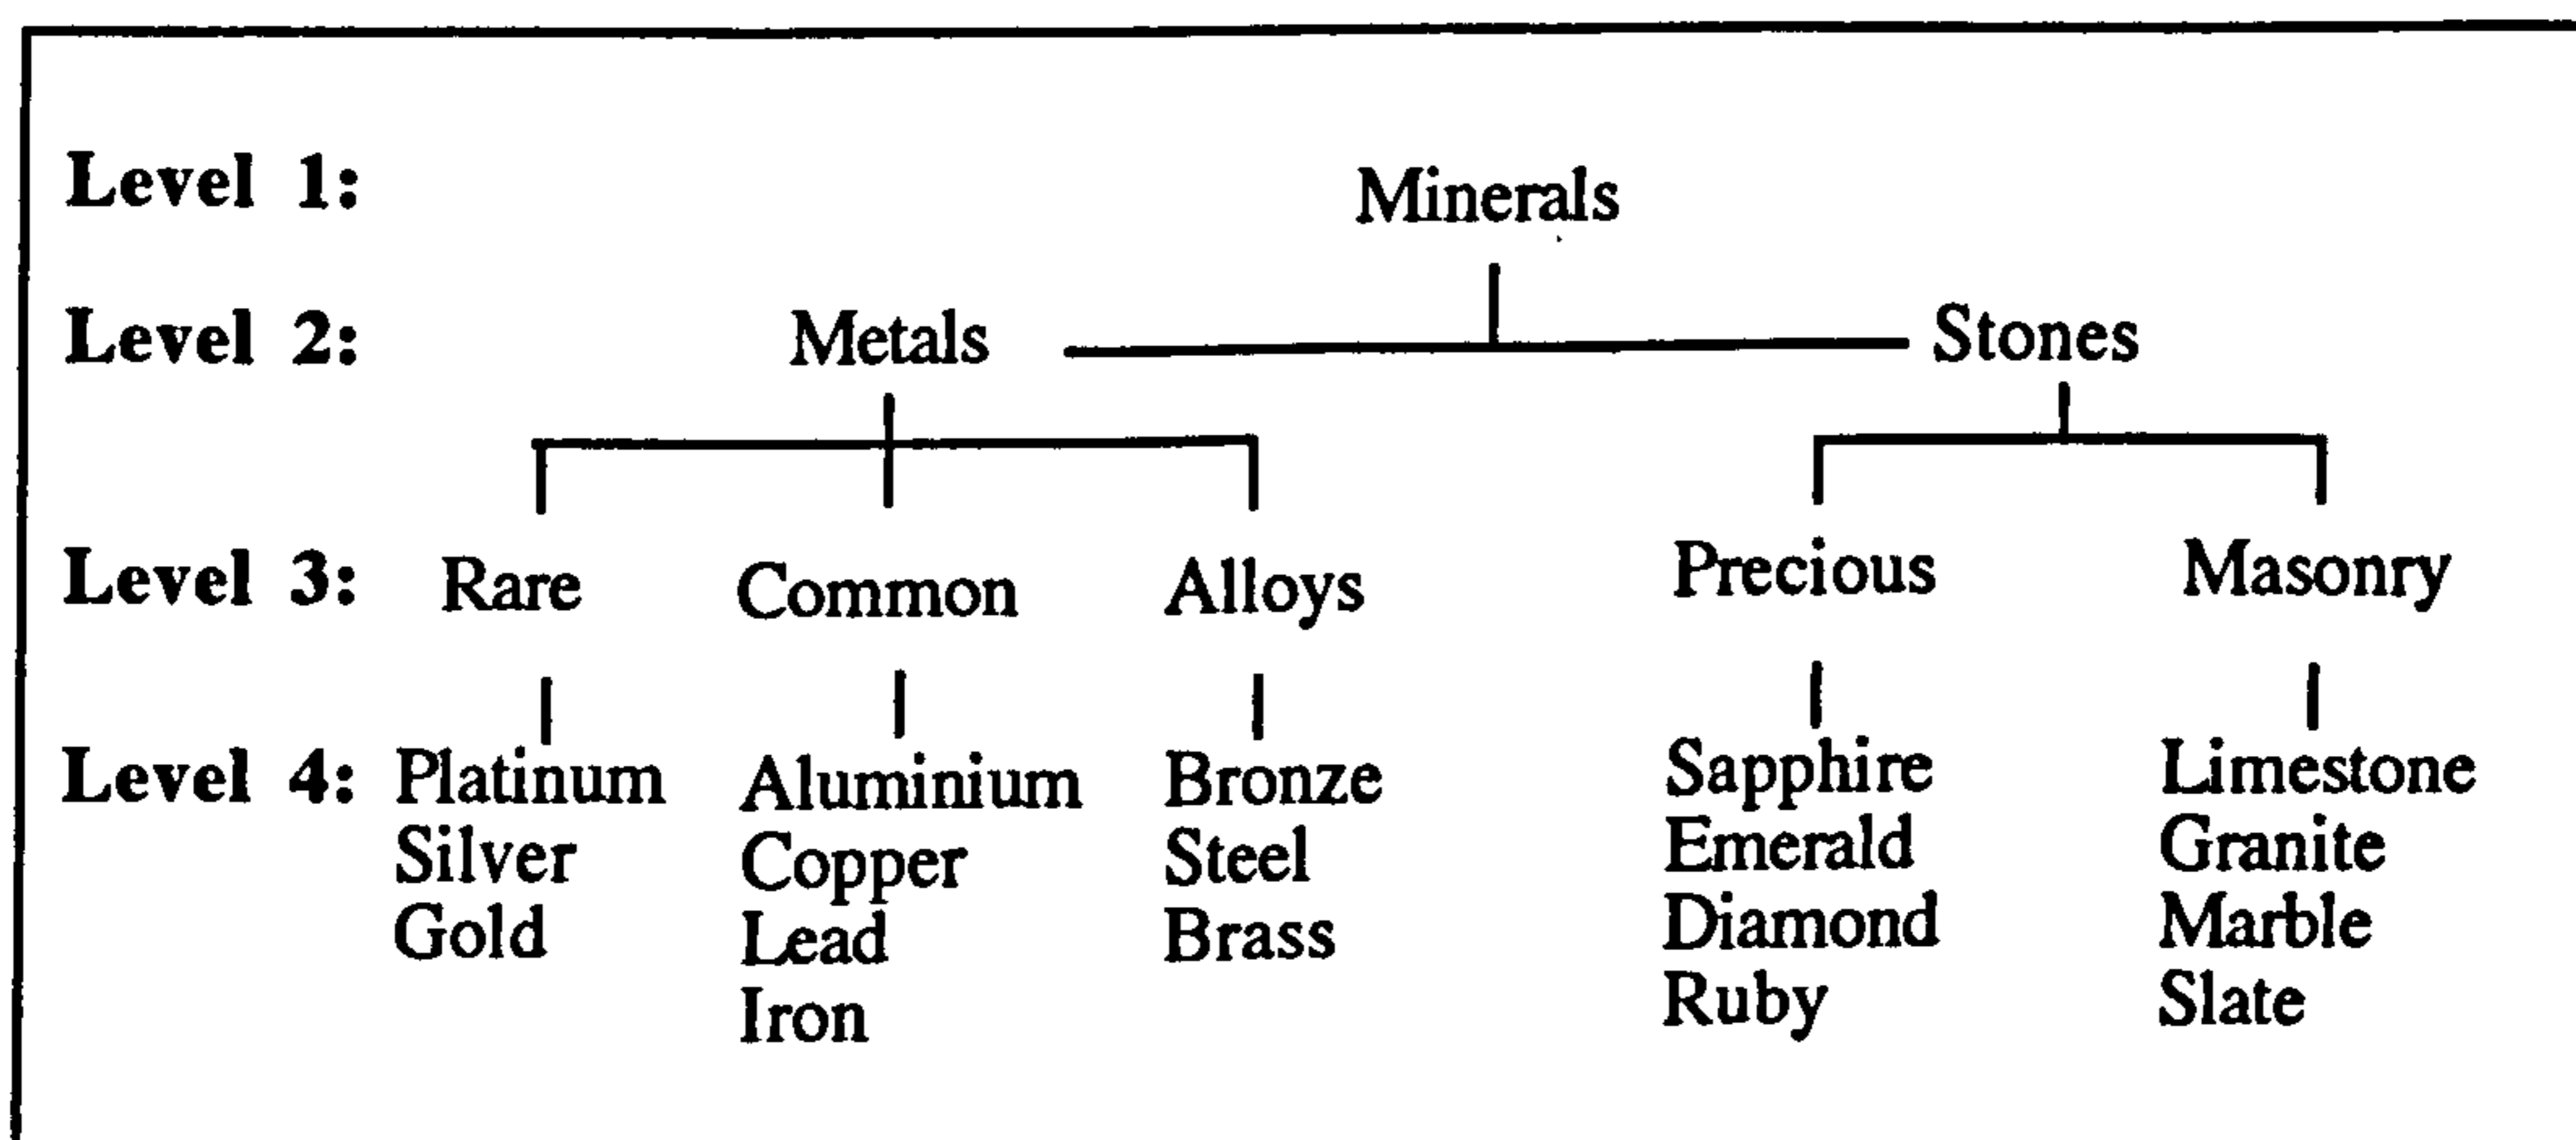 Level 1: Minerals
Level 2: Metals Stones
Level 3: Rare Common Alloys Precious Masonry
Level 4: Platinum Aluminium Bronze Sapphire Limestone
Silver Copper Steel Emerald Granite
Gold Lead Brass Diamond Marble
Iron Ruby Slate